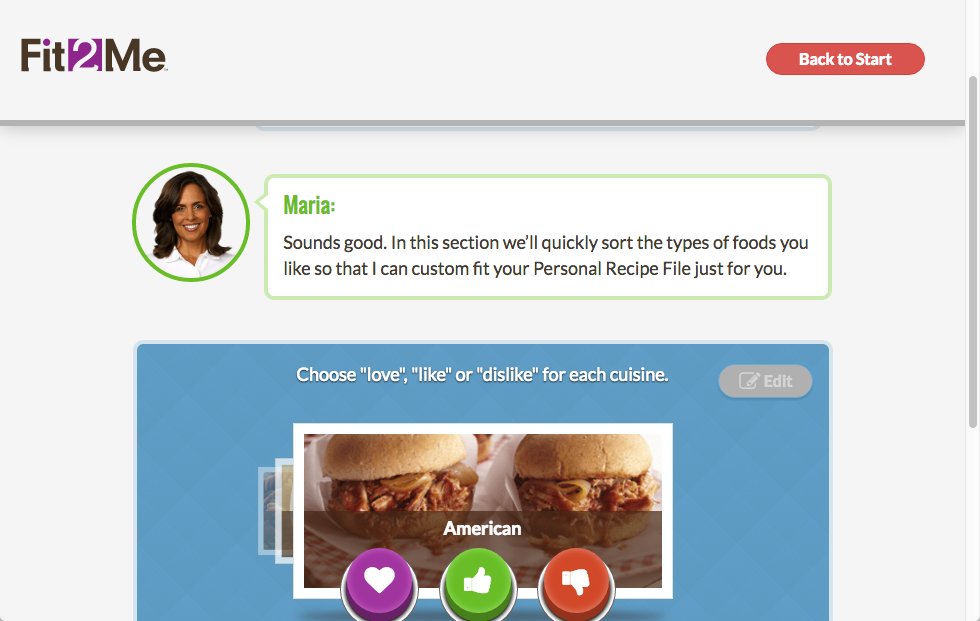 Fit2Me
Back to Start
Maria:
Sounds good. In this section we’ll quickly sort the types of foods you
like so that I can custom fit your Personal Recipe File just for you.
Choose "love", "like" or "dislike" for each cuisine.
Edit
American